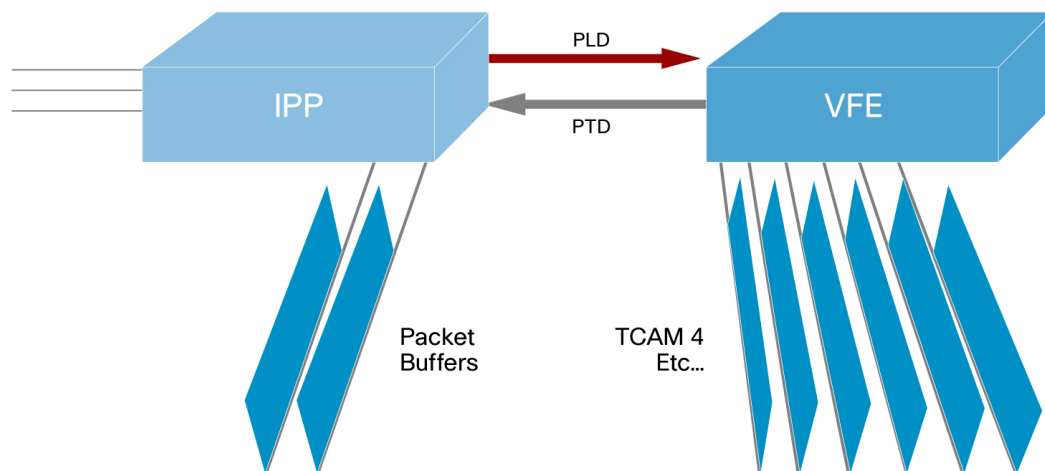 PLD
IPP
VFE
PTD
Packet
Buffers
TCAM 4
Etc...